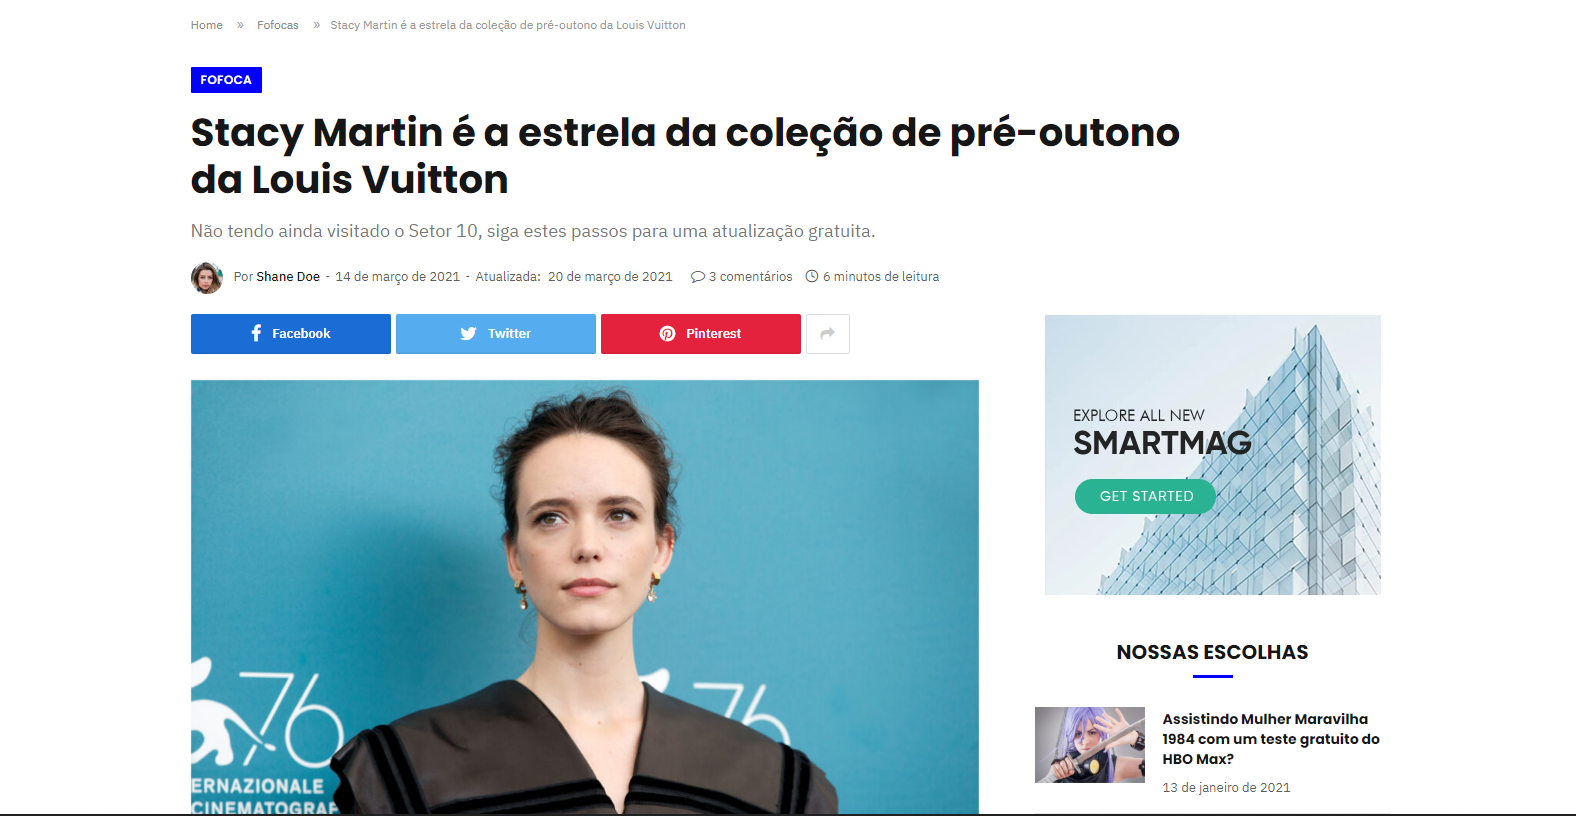 Home » Fofocas » Stacy Martin é a estrela da coleção de pré-outono da Louis Vuitton
FOFOCA
Stacy Martin é a estrela da coleção de pré-outono
da Louis Vuitton
Não tendo ainda visitado o Setor 10, siga estes passos para uma atualização gratuita.
Por Shane Doe - 14 de março de 2021 - Atualizada: 20 de março de 2021 3 comentários 6 minutos de leitura
Facebook Twitter Pinterest
EXPLORE ALL NEW
SMARTMAG
GET STARTED
76
76
ERNAZIONALE
CINEMATOGRAF
NOSSAS ESCOLHAS
Assistindo Mulher Maravilha
1984 com um teste gratuito do
HBO Max?
13 de janeiro de 2021